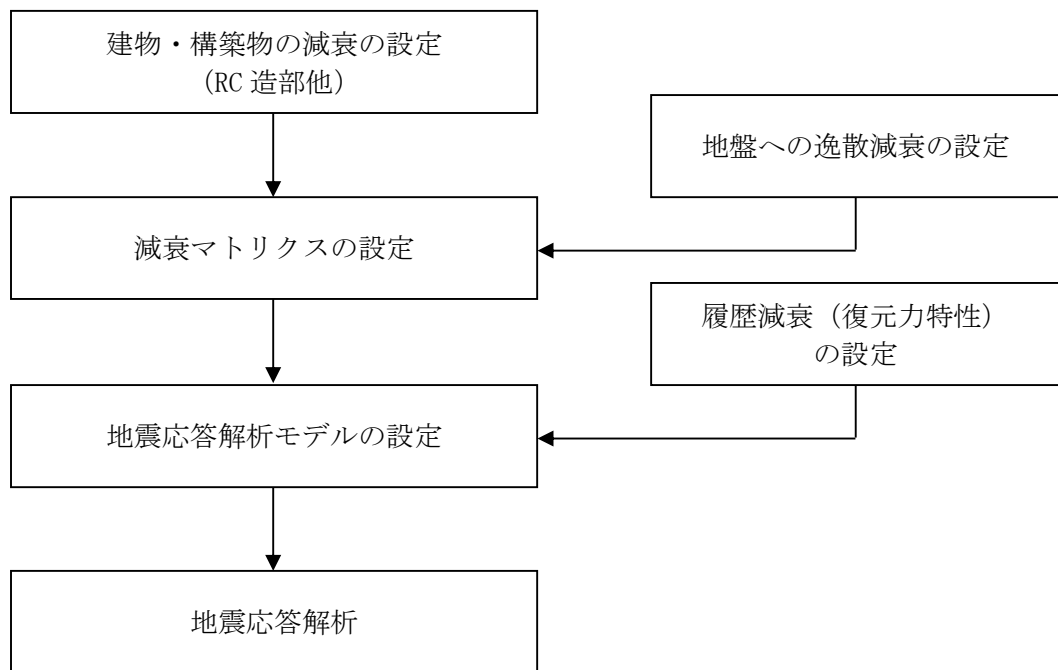 建物・構築物の減衰の設定
（RC 造部他）
地盤への逸散減衰の設定
減衰マトリクスの設定
履歴減衰（復元力特性）
の設定
地震応答解析モデルの設定
地震応答解析